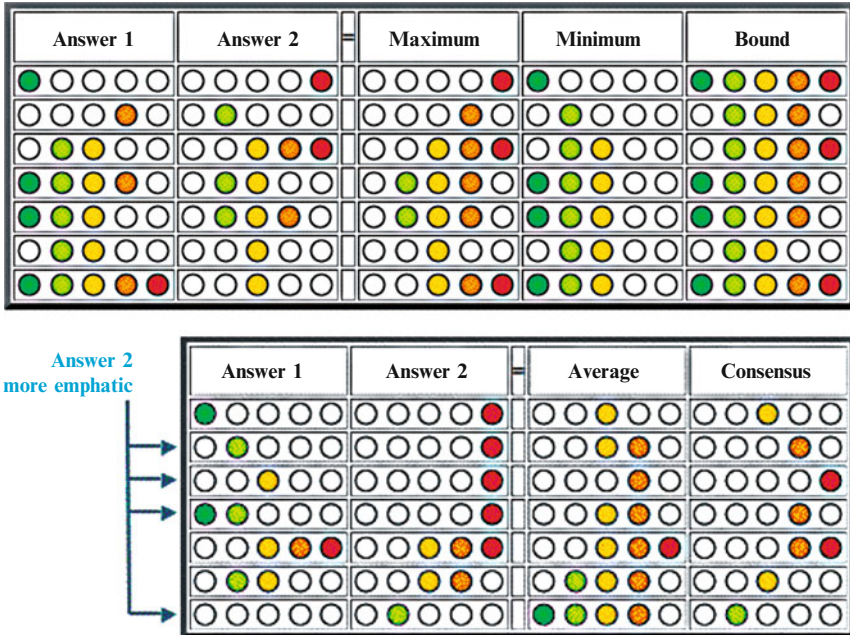 Answer 1 Answer 2 = Maximum Minimum Bound
Answer 2
more emphatic
Answer 1 Answer 2 = Average Consensus